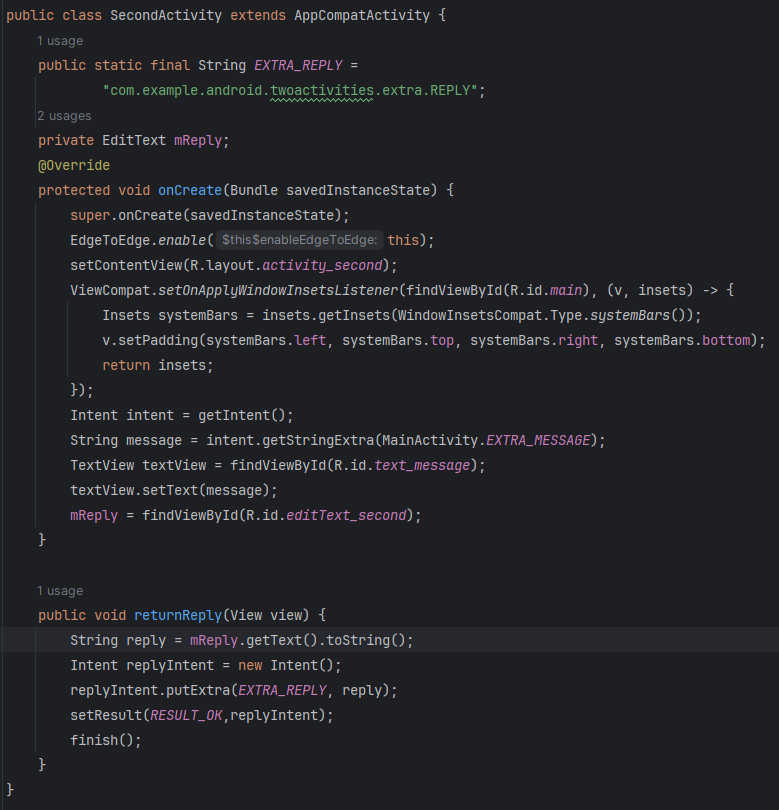 public class SecondActivity extends AppCompatActivity {
1 usage
public static final String EXTRA_REPLY =
"com.example.android.twoactivities.extra.REPLY";
2 usages
private EditText mReply;
@Override
protected void onCreate(Bundle savedInstanceState) {
super.onCreate(savedInstanceState);
EdgeToEdge.enable( $this$enableEdgeToEdge: this);
setContentView(R.layout.activity_second);
ViewCompat.setOnApplyWindowInsetsListener(findViewById(R.id.main), (v, insets) -> {
Insets systemBars = insets.getInsets(WindowInsetsCompat.Type.systemBars());
v.setPadding(systemBars.left, systemBars.top, systemBars.right, systemBars.bottom);
return insets;
});
Intent intent = getIntent();
String message = intent.getStringExtra(MainActivity.EXTRA_MESSAGE);
TextView textView = findViewById(R.id.text_message);
textView.setText(message);
mReply = findViewById(R.id.editText_second);
}
1 usage
public void returnReply(View view) {
String reply = mReply.getText().toString();
Intent replyIntent = new Intent();
replyIntent.putExtra(EXTRA_REPLY, reply);
setResult(RESULT_OK,replyIntent);
finish();
}
}